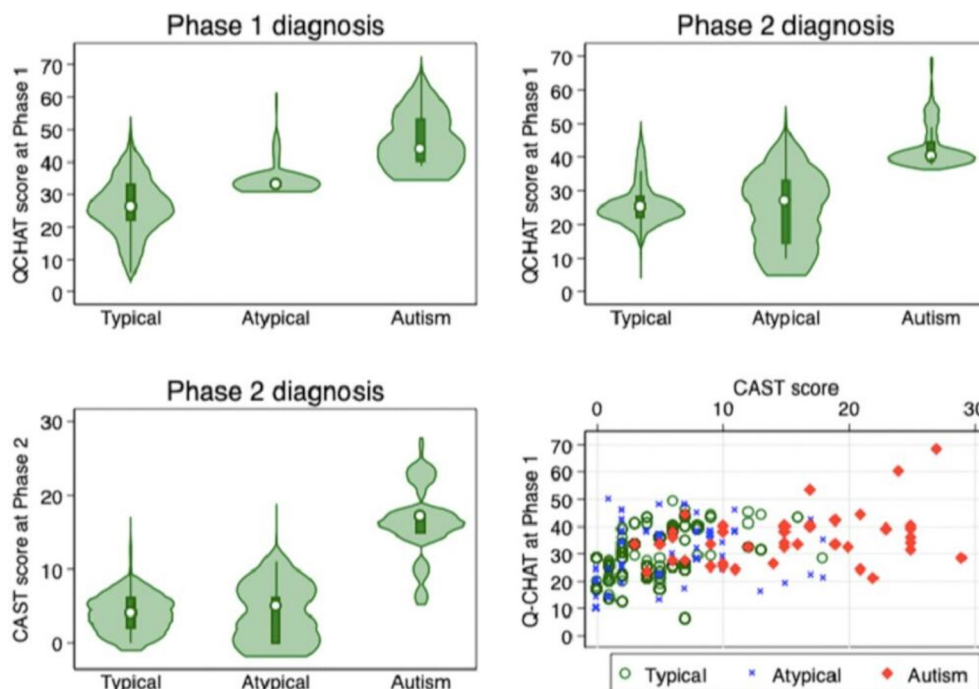 Phase 1 diagnosis
QCHAT score at Phase 1
70
60
50
40
30
20
10
0
Typical Atypical Autism
Phase 2 diagnosis
QCHAT score at Phase 1
70
60
50
40
30
20
10
0
Typical Atypical Autism
Phase 2 diagnosis
CAST score at Phase 2
30
20
10
0
Typical Atypical Autism
CAST score
0 10 20 30
Q-CHAT at Phase 1
70
60
50
40
30
20
10
0
Typical Atypical Autism